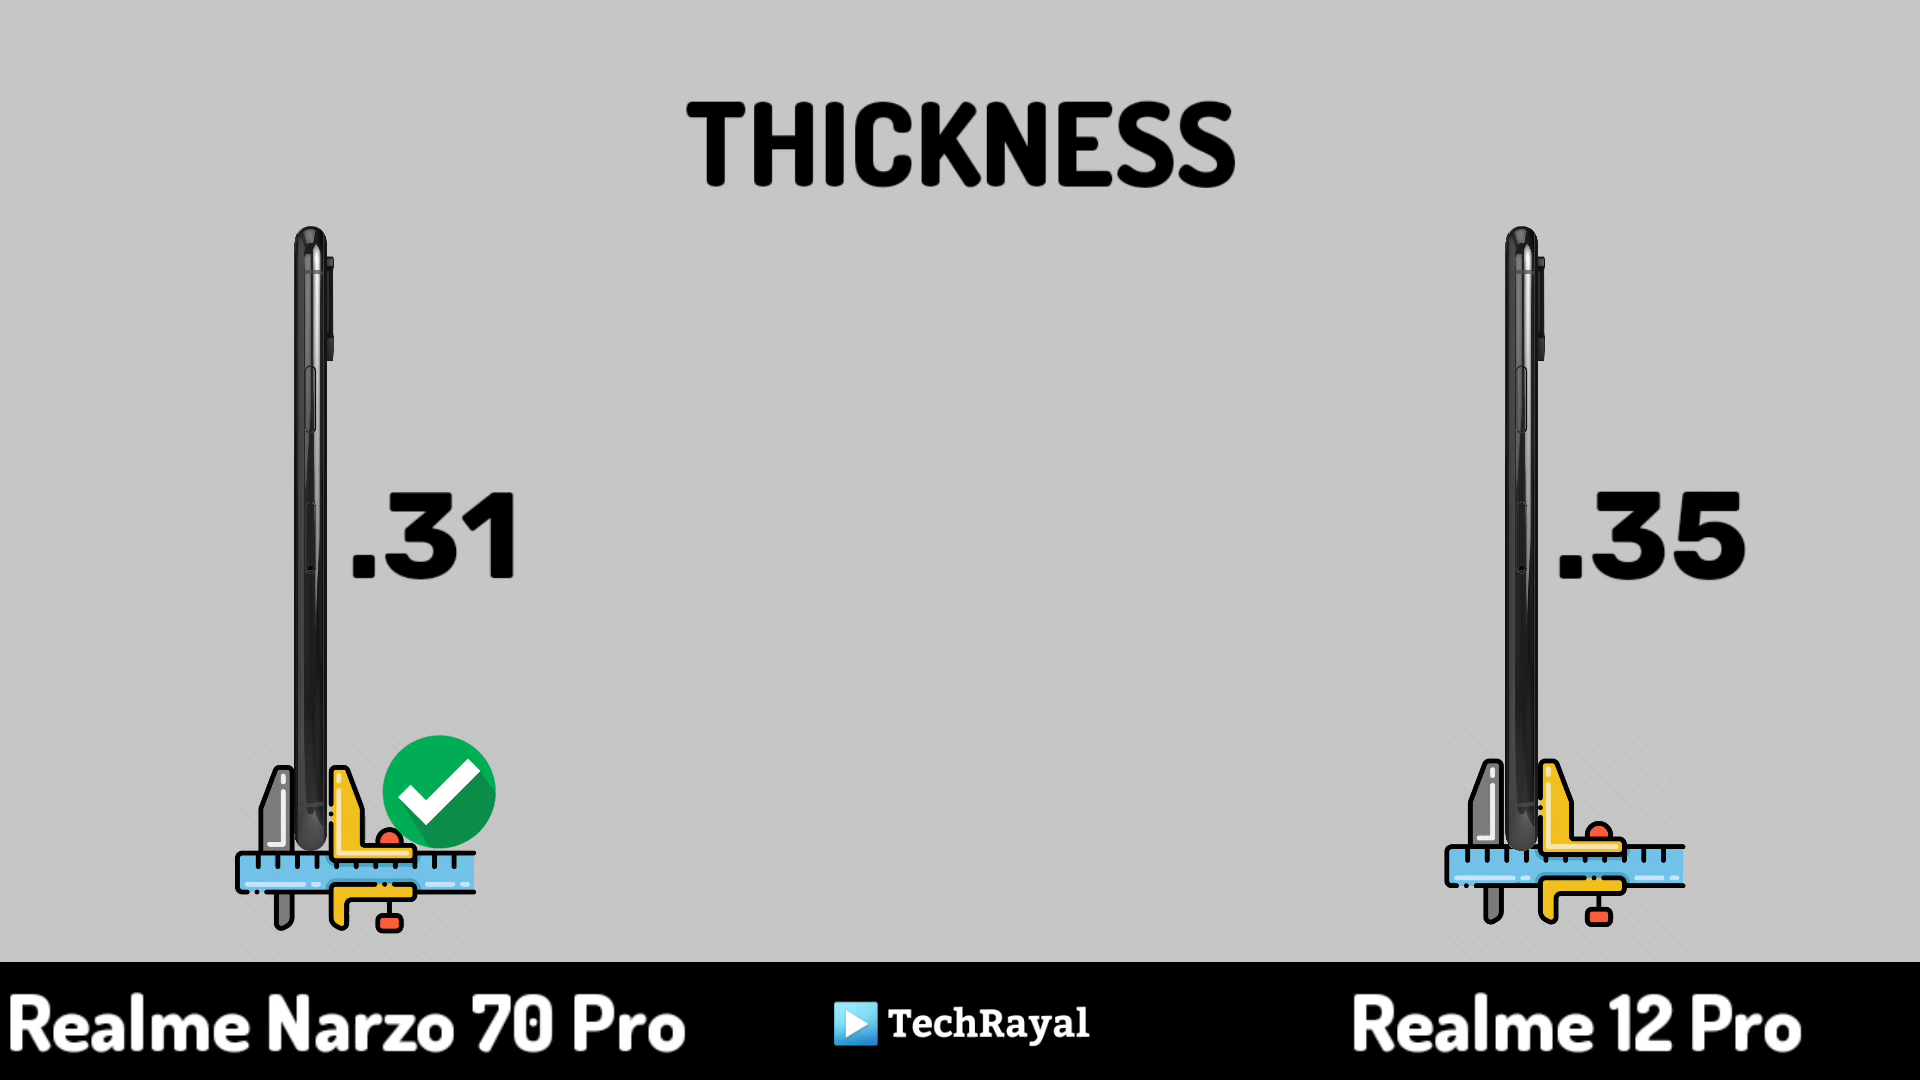 THICKNESS
.31
.35
Realme Narzo 70 Pro
TechRayal
Realme 12 Pro